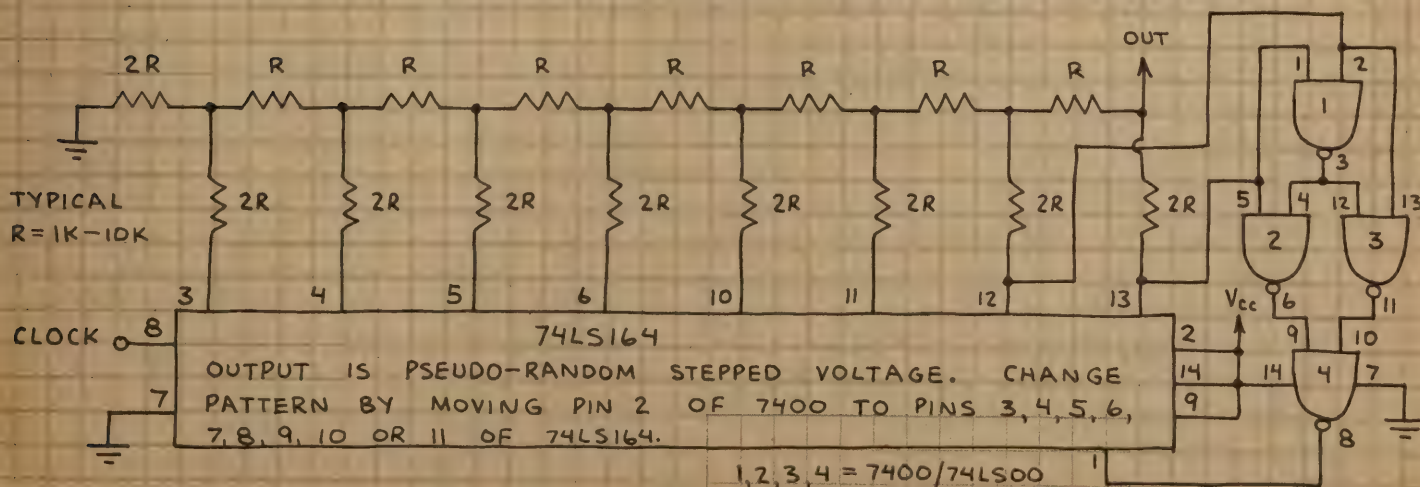 OUT
2R R R R R R R R
1 2
1
3
TYPICAL
R = 1K-10K
2R 2R 2R 2R 2R 2R 2R 2R
5 4 12 13
2 3
3 4 5 6 10 11 12 13
6 11
Vcc
CLOCK 8
74LS164
2
9 10
OUTPUT IS PSEUDO-RANDOM STEPPED VOLTAGE. CHANGE
14 14 4 7
7
PATTERN BY MOVING PIN 2 OF 7400 TO PINS 3, 4, 5, 6,
9
7, 8, 9, 10 OR 11 OF 74LS164.
8
1
1, 2, 3, 4 = 7400/74LS00